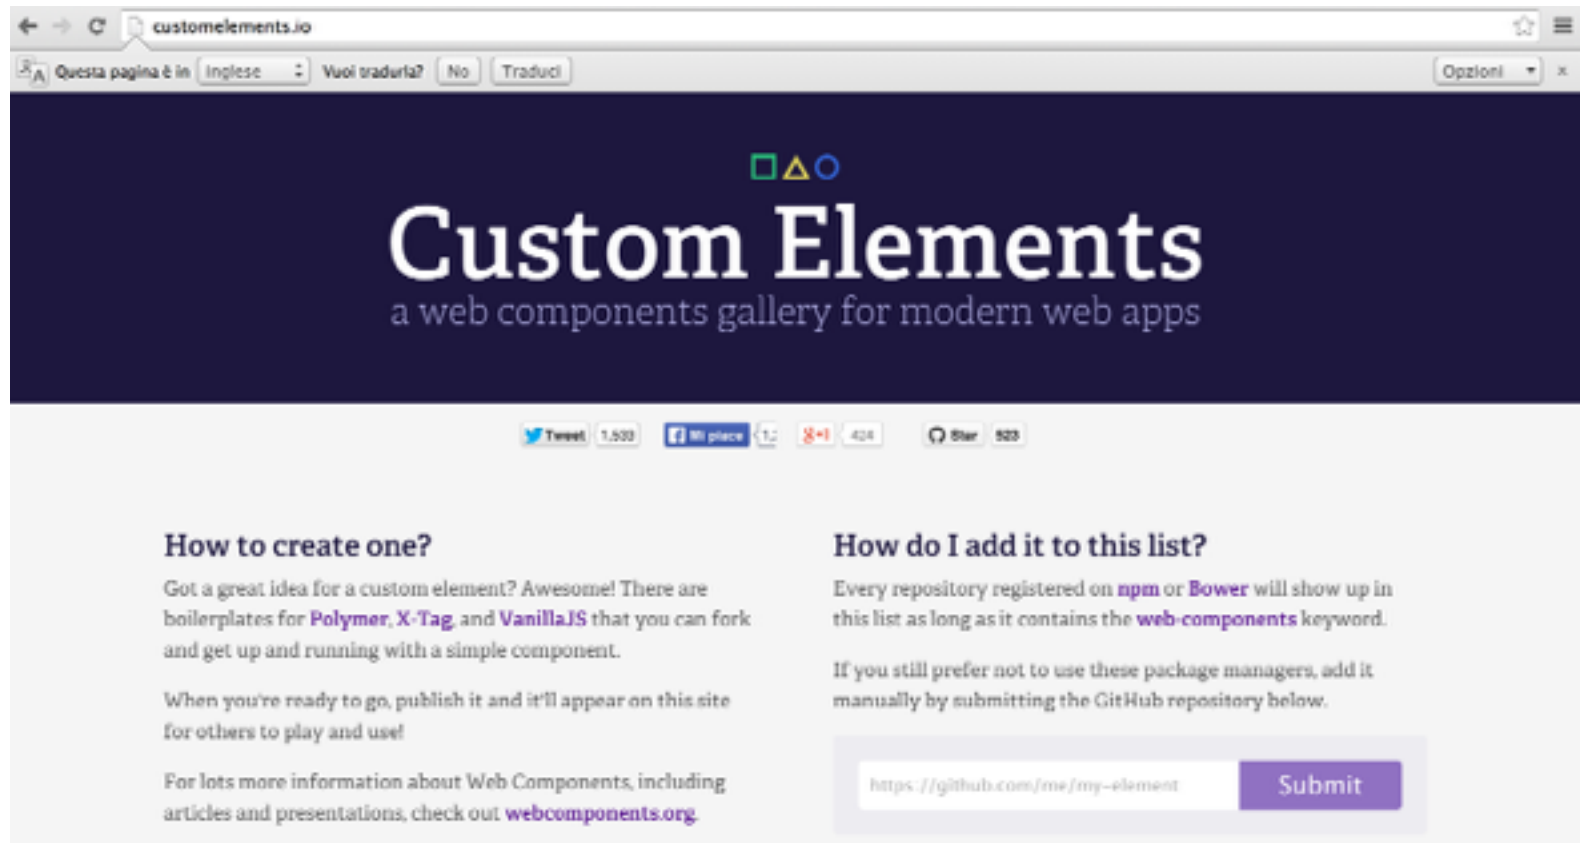 customelements.io
Questa pagina è in Inglese Vuoi tradurla? No Traduci Opzioni
Custom Elements
a web components gallery for modern web apps
Tweet 1,533 Mi piace g+1 424 Star 523
How to create one?
Got a great idea for a custom element? Awesome! There are
boilerplates for Polymer, X-Tag, and VanillaJS that you can fork
and get up and running with a simple component.
When you're ready to go, publish it and it'll appear on this site
for others to play and use!
For lots more information about Web Components, including
articles and presentations, check out webcomponents.org.
How do I add it to this list?
Every repository registered on npm or Bower will show up in
this list as long as it contains the web-components keyword.
If you still prefer not to use these package managers, add it
manually by submitting the GitHub repository below.
https://github.com/me/my-element Submit